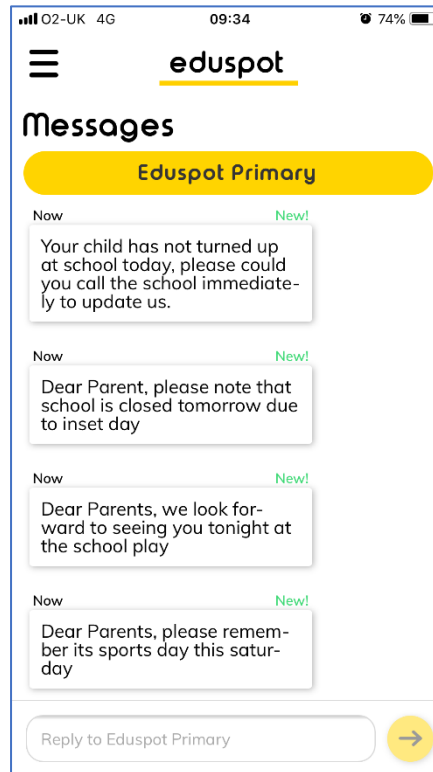 O2-UK 4G 09:34 74%
eduspot
Messages
Eduspot Primary
Now New!
Your child has not turned up
at school today, please could
you call the school immediate-
ly to update us.
Now New!
Dear Parent, please note that
school is closed tomorrow due
to inset day
Now New!
Dear Parents, we look for-
ward to seeing you tonight at
the school play
Now New!
Dear Parents, please remem-
ber its sports day this satur-
day
Reply to Eduspot Primary